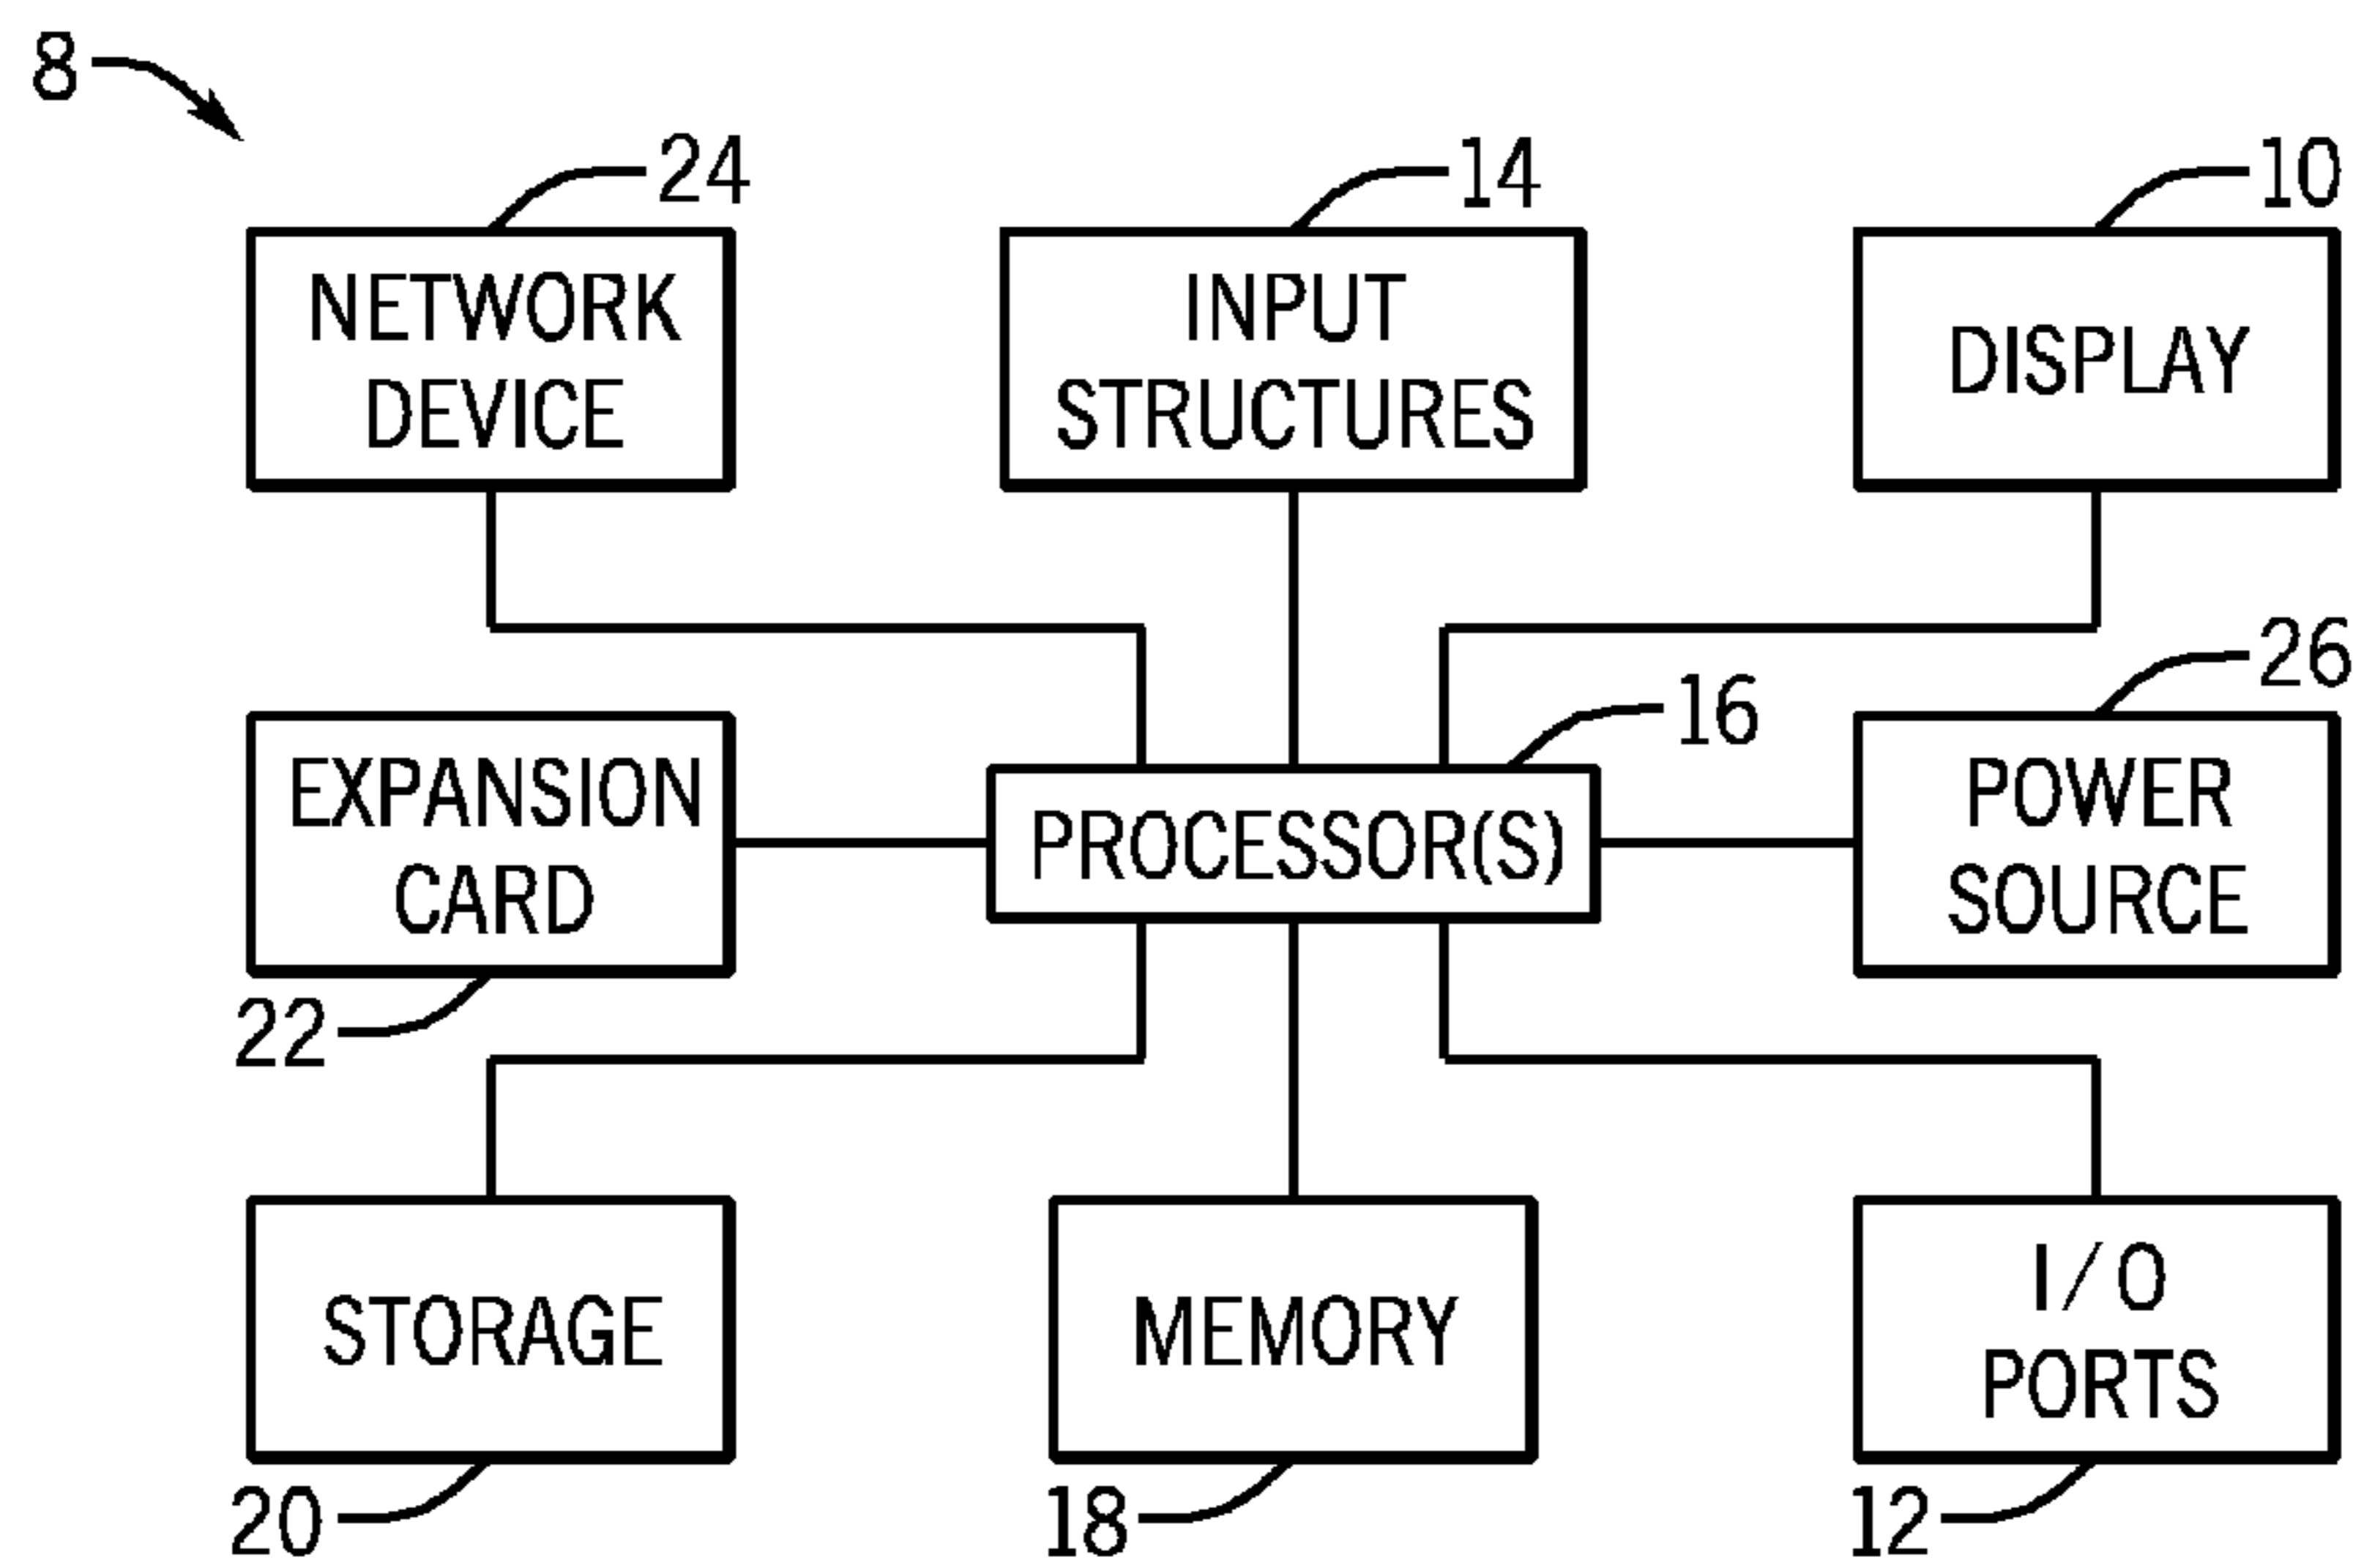 8
24
14
10
NETWORK
DEVICE
INPUT
STRUCTURES
DISPLAY
16
26
EXPANSION
CARD
PROCESSOR(S)
POWER
SOURCE
22
STORAGE
MEMORY
I/O
PORTS
20
18
12